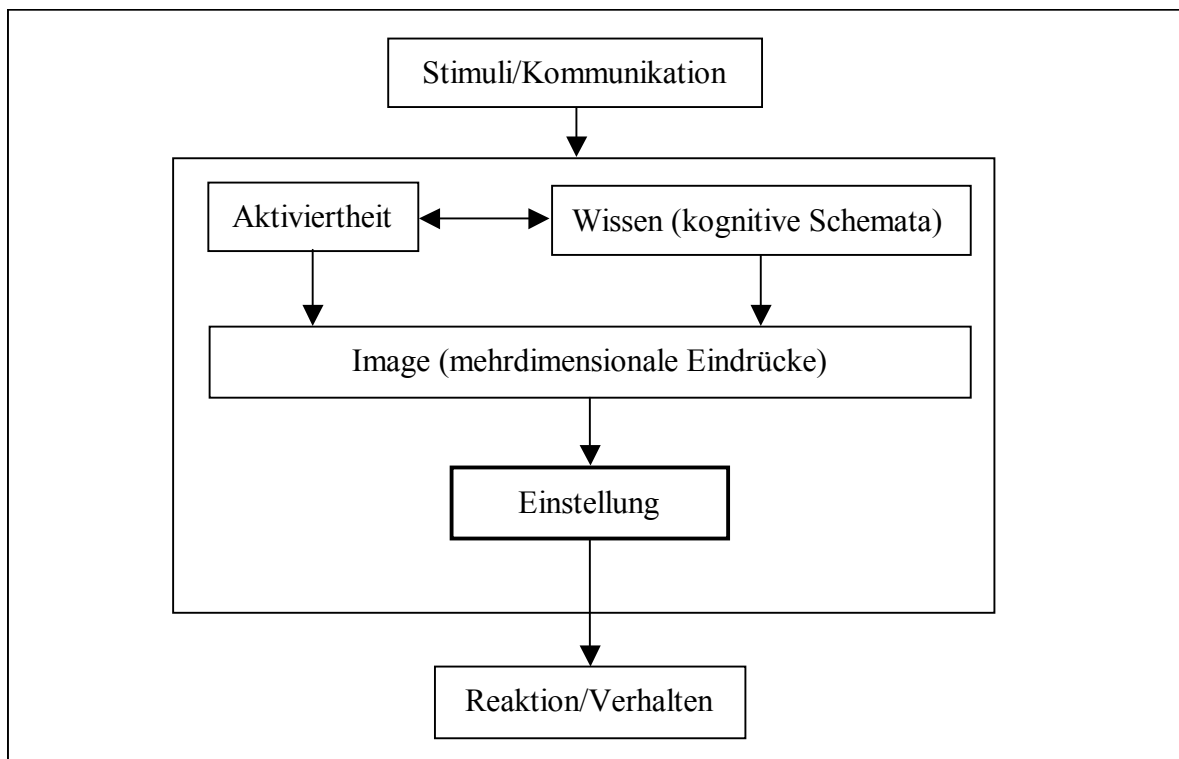 Stimuli/Kommunikation
Aktiviertheit
Wissen (kognitive Schemata)
Image (mehrdimensionale Eindrücke)
Einstellung
Reaktion/Verhalten